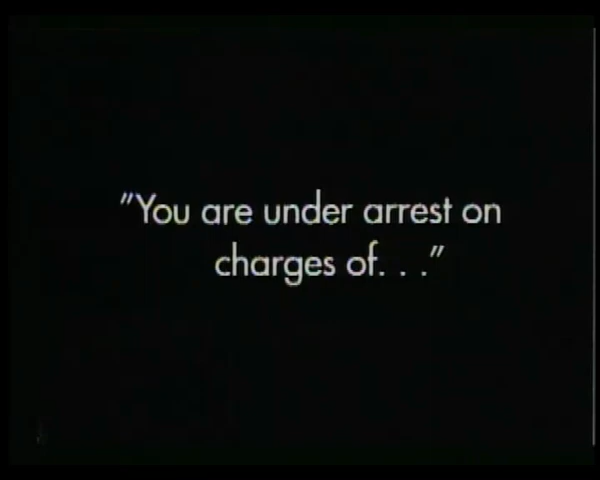 "You are under arrest on
charges of. . ."